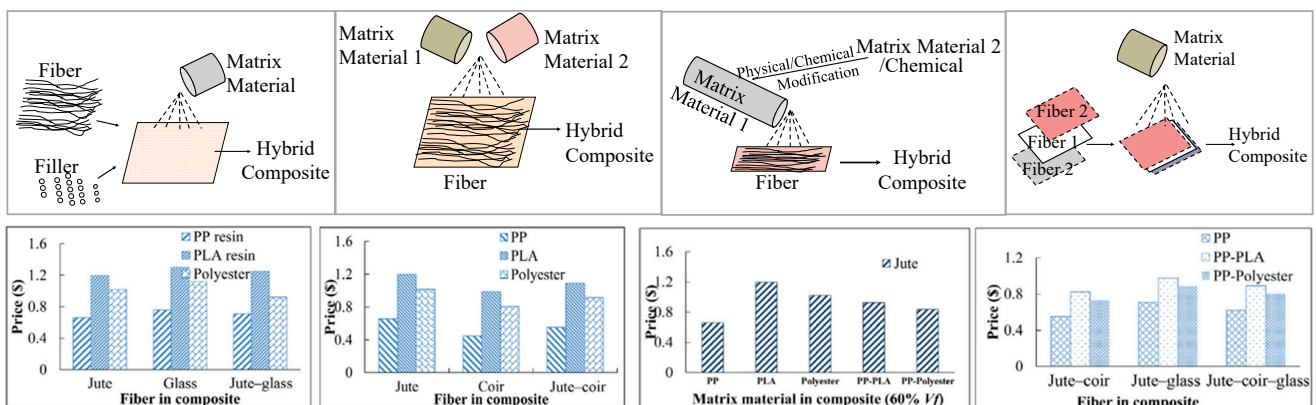 Fiber
Matrix
Material
Filler
Hybrid
Composite
Matrix
Material 1
Matrix
Material 2
Hybrid
Composite
Fiber
Physical/Chemical
Modification
Matrix Material 2
/Chemical
Matrix
Material 1
Hybrid
Composite
Fiber
Matrix
Material
Fiber 2
Fiber 1
Fiber 2
Hybrid
Composite
PP resin
PLA resin
Polyester
Price ($)
1.6
1.2
0.8
0.4
0
Jute Glass Jute–glass
Fiber in composite
PP
PLA
Polyester
Price ($)
1.6
1.2
0.8
0.4
0
Jute Coir Jute–coir
Fiber in composite
Jute
Price ($)
1.6
1.2
0.8
0.4
0
PP PLA Polyester PP-PLA PP-Polyester
Matrix material in composite (60% Vf)
PP
PP-PLA
PP-Polyester
Price ($)
1.2
0.8
0.4
0
Jute–coir Jute–glass Jute–coir–glass
Fiber in composite